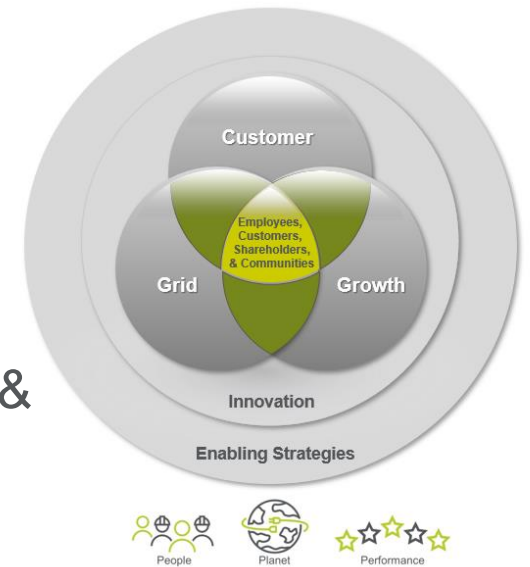 Customer
Employees,
Customers,
Shareholders,
& Communities
Grid
Growth
&
Innovation
Enabling Strategies
People
Planet
Performance